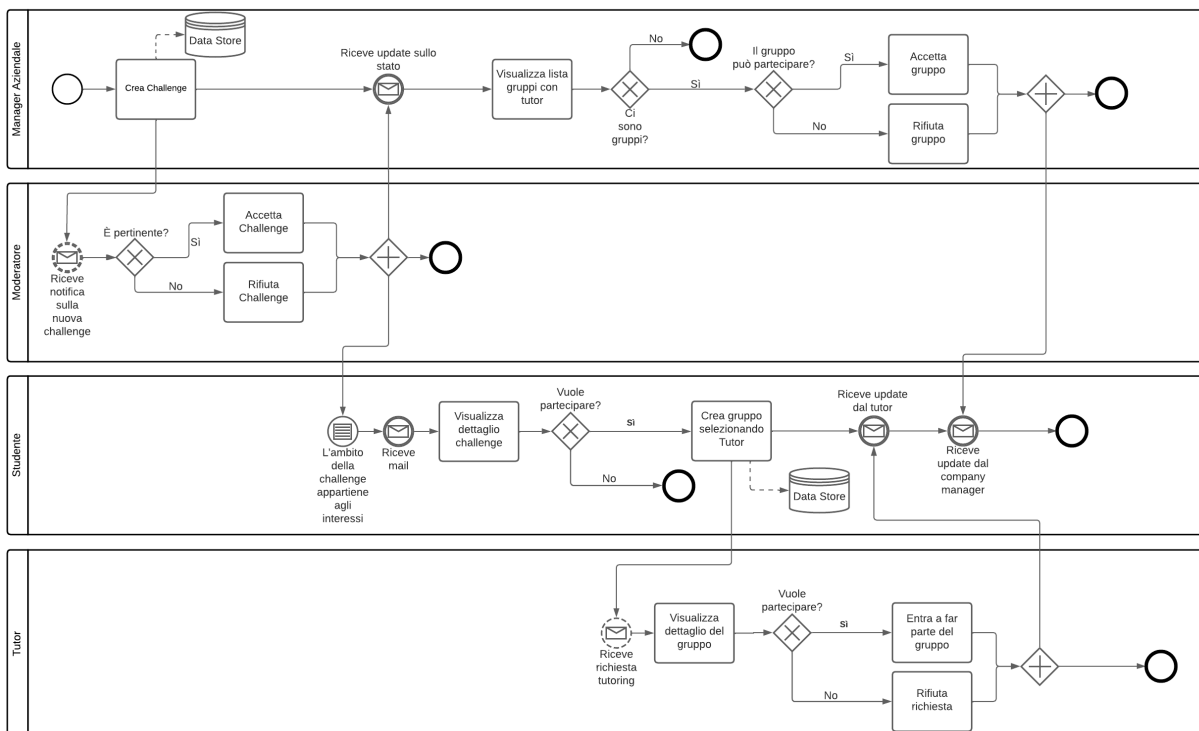 Manager Aziendale
Data Store
Crea Challenge
Riceve update sullo
stato
Visualizza lista
gruppi con
tutor
No
Sì
Ci
sono
gruppi?
Il gruppo
può partecipare?
Sì
No
Accetta
gruppo
Rifiuta
gruppo
Moderatore
Riceve
notifica
sulla
nuova
challenge
È pertinente?
Sì
No
Accetta
Challenge
Rifiuta
Challenge
Studente
L'ambito
della
challenge
appartiene
agli
interessi
Riceve
mail
Visualizza
dettaglio
challenge
Vuole
partecipare?
sì
No
Crea gruppo
selezionando
Tutor
Data Store
Riceve update
dal tutor
Riceve
update dal
company
manager
Tutor
Riceve
richiesta
tutoring
Visualizza
dettaglio del
gruppo
Vuole
partecipare?
sì
No
Entra a far
parte del
gruppo
Rifiuta
richiesta